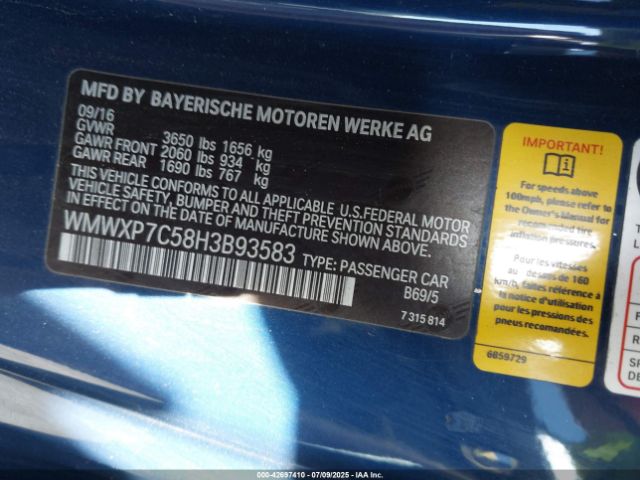 MFD BY BAYERISCHE MOTOREN WERKE AG
09/16
GVWR 3650 lbs 1656 kg
GAWR FRONT 2060 lbs 934 kg
GAWR REAR 1690 lbs 767 kg
THIS VEHICLE CONFORMS TO ALL APPLICABLE U.S. FEDERAL MOTOR
VEHICLE SAFETY, BUMPER AND THEFT PREVENTION STANDARDS
IN EFFECT ON THE DATE OF MANUFACTURE SHOWN ABOVE.
WMWXP7C58H3B93583 TYPE: PASSENGER CAR
B69/5
7 315 814
IMPORTANT!
For speeds above
100mph, please refer to
the Owner's Manual for
recommended tire
inflation pressures.
Pour les vitesses
au desus de 160
km/h, faites référence à
la notice d'utilisation
pour les pressions des
pneus recomandées.
6859729
000-42697410 - 07/09/2025 - IAA, Inc.